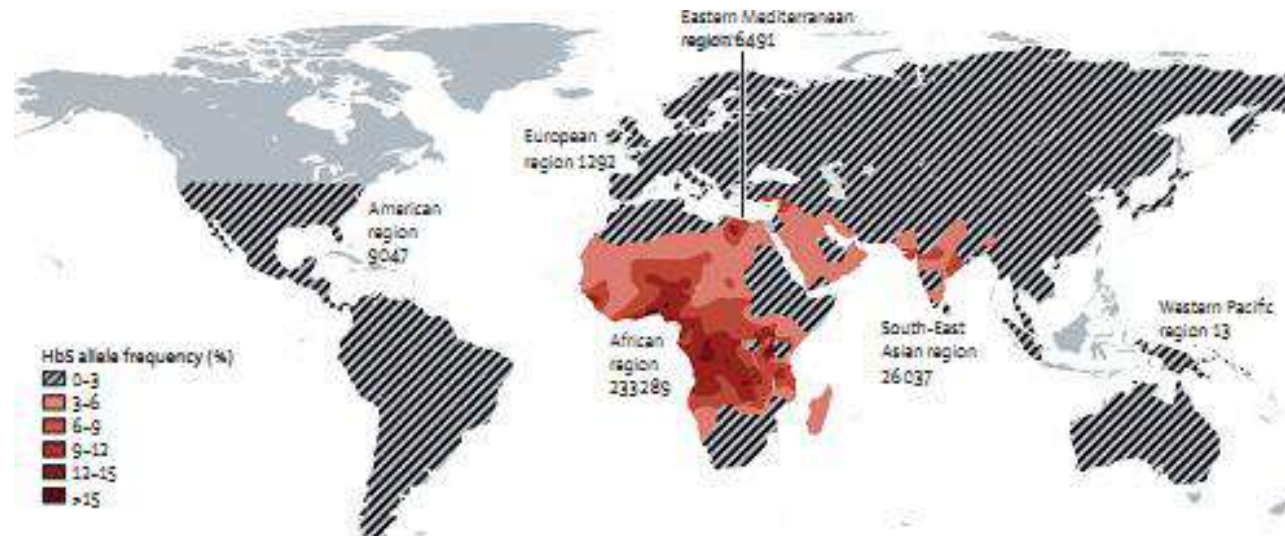 Eastern Mediterranean
region 6491
European
region 1292
American
region
9047
African
region
233289
South-East
Asian region
26037
Western Pacific
region 13
HbS allele frequency (%)
0–3
3–6
6–9
9–12
12–15
>15